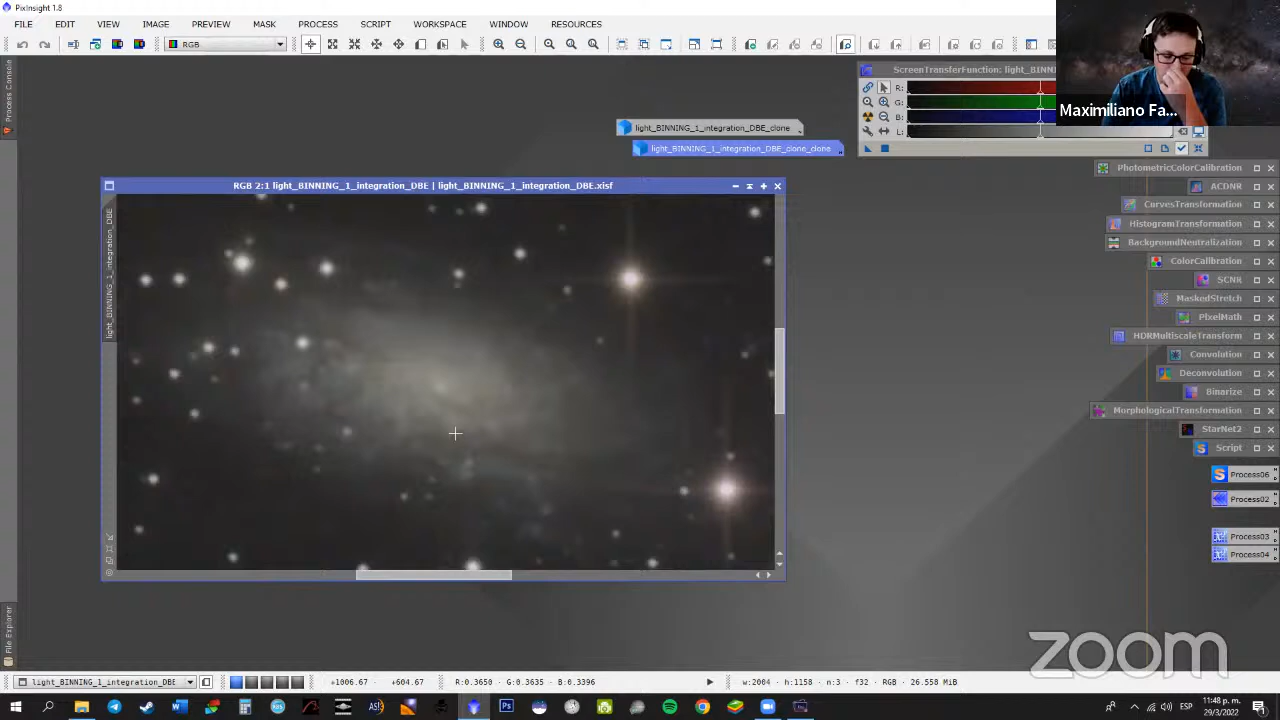 PixInsight 1.8
FILE EDIT VIEW IMAGE PREVIEW MASK PROCESS SCRIPT WORKSPACE WINDOW RESOURCES
RGB
Process Console
ScreenTransferFunction: light_BINN
R:
G:
B:
L:
Maximiliano Fa...
light_BINNING_1_integration_DBE_clone
light_BINNING_1_integration_DBE_clone_clone
RGB 2:1 light_BINNING_1_integration_DBE | light_BINNING_1_integration_DBE.xisf
light_BINNING_1_integration_DBE
PhotometricColorCalibration
ACDNR
CurvesTransformation
HistogramTransformation
BackgroundNeutralization
ColorCalibration
SCNR
MaskedStretch
PixelMath
HDRMultiscaleTransform
Convolution
Deconvolution
Binarize
MorphologicalTransformation
StarNet2
Script
Process06
Process02
Process03
Process04
File Explorer
zoom
light_BINNING_1_integration_DBE
+1006.67 +604.67 R:0.3650 G:0.3635 B:0.3396 w:2004 h:1158 n:3 f32 RGB 26.558 MiB
ESP
11:48 p. m.
29/3/2022